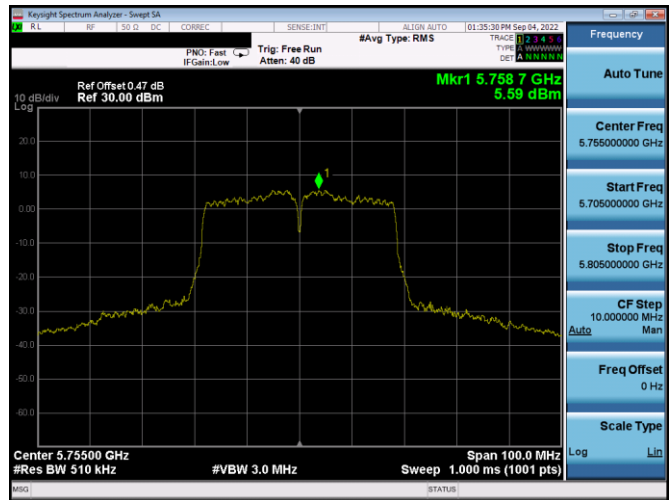 Keysight Spectrum Analyzer - Swept SA
RL RF 50 Ω DC CORREC SENSE:INT ALIGN AUTO 01:35:30 PM Sep 04, 2022
#Avg Type: RMS TRACE 1 2 3 4 5 6
PNO: Fast Trig: Free Run TYPE A WWWWW
IFGain:Low Atten: 40 dB DET A N N N N N
Mkr1 5.758 7 GHz
Ref Offset 0.47 dB
10 dB/div Ref 30.00 dBm 5.59 dBm
Log
20.0
10.0
1
0.00
-10.0
-20.0
-30.0
-40.0
-50.0
-60.0
Center 5.75500 GHz Span 100.0 MHz
#Res BW 510 kHz #VBW 3.0 MHz Sweep 1.000 ms (1001 pts)
MSG STATUS
Frequency
Auto Tune
Center Freq
5.755000000 GHz
Start Freq
5.705000000 GHz
Stop Freq
5.805000000 GHz
CF Step
10.000000 MHz
Auto Man
Freq Offset
0 Hz
Scale Type
Log Lin